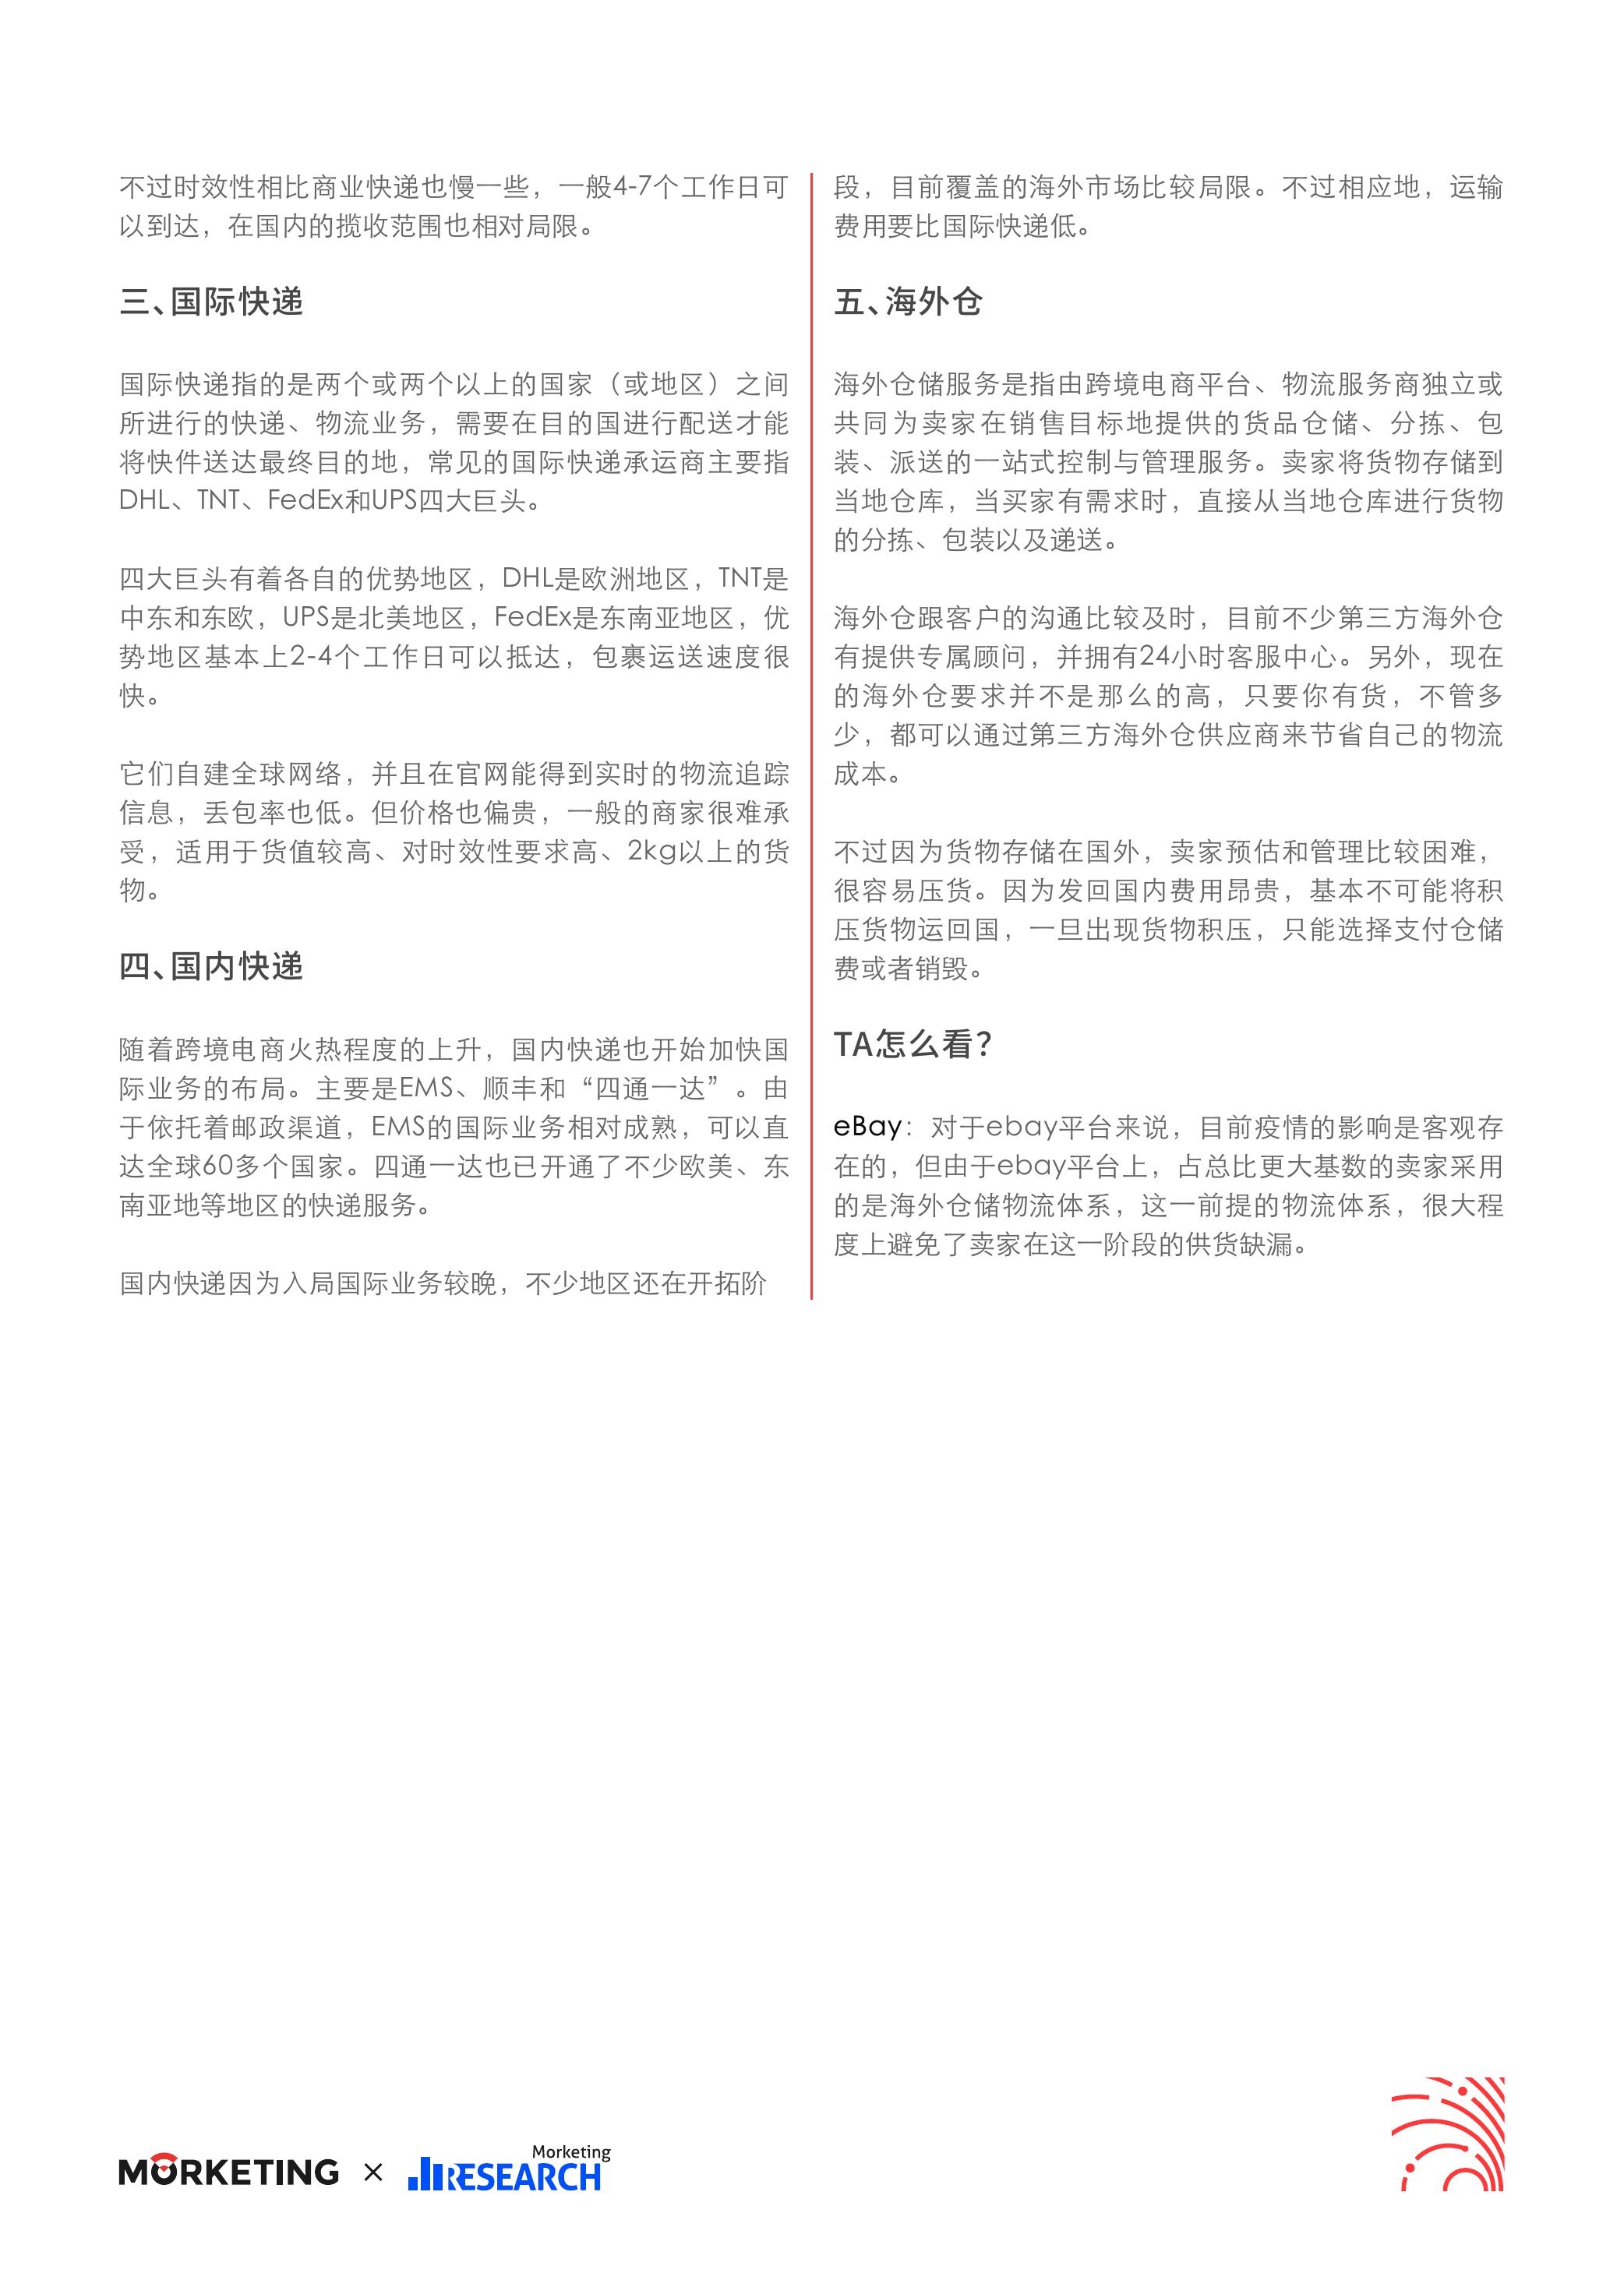 不过时效性相比商业快递也慢一些，一般4-7个工作日可
以到达，在国内的揽收范围也相对局限。
三、国际快递
国际快递指的是两个或两个以上的国家（或地区）之间
所进行的快递、物流业务，需要在目的国进行配送才能
将快件送达最终目的地，常见的国际快递承运商主要指
DHL、TNT、FedEx和UPS四大巨头。
四大巨头有着各自的优势地区，DHL是欧洲地区，TNT是
中东和东欧，UPS是北美地区，FedEx是东南亚地区，优
势地区基本上2-4个工作日可以抵达，包裹运送速度很
快。
它们自建全球网络，并且在官网能得到实时的物流追踪
信息，丢包率也低。但价格也偏贵，一般的商家很难承
受，适用于货值较高、对时效性要求高、2kg以上的货
物。
四、国内快递
随着跨境电商火热程度的上升，国内快递也开始加快国
际业务的布局。主要是EMS、顺丰和“四通一达”。由
于依托着邮政渠道，EMS的国际业务相对成熟，可以直
达全球60多个国家。四通一达也已开通了不少欧美、东
南亚地等地区的快递服务。
国内快递因为入局国际业务较晚，不少地区还在开拓阶
段，目前覆盖的海外市场比较局限。不过相应地，运输
费用要比国际快递低。
五、海外仓
海外仓储服务是指由跨境电商平台、物流服务商独立或
共同为卖家在销售目标地提供的货品仓储、分拣、包
装、派送的一站式控制与管理服务。卖家将货物存储到
当地仓库，当买家有需求时，直接从当地仓库进行货物
的分拣、包装以及递送。
海外仓跟客户的沟通比较及时，目前不少第三方海外仓
有提供专属顾问，并拥有24小时客服中心。另外，现在
的海外仓要求并不是那么的高，只要你有货，不管多
少，都可以通过第三方海外仓供应商来节省自己的物流
成本。
不过因为货物存储在国外，卖家预估和管理比较困难，
很容易压货。因为发回国内费用昂贵，基本不可能将积
压货物运回国，一旦出现货物积压，只能选择支付仓储
费或者销毁。
TA怎么看？
eBay：对于ebay平台来说，目前疫情的影响是客观存
在的，但由于ebay平台上，占总比更大基数的卖家采用
的是海外仓储物流体系，这一前提的物流体系，很大程
度上避免了卖家在这一阶段的供货缺漏。
MORKETING × Morketing RESEARCH